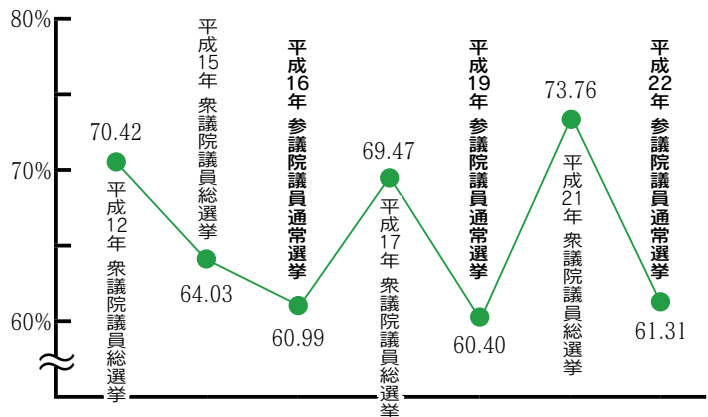 80%
70%
60%
70.42
平成12年 衆議院議員総選挙
平成15年 衆議院議員総選挙
64.03
平成16年 参議院議員通常選挙
60.99
69.47
平成17年 衆議院議員総選挙
平成19年 参議院議員通常選挙
60.40
73.76
平成21年 衆議院議員総選挙
平成22年 参議院議員通常選挙
61.31